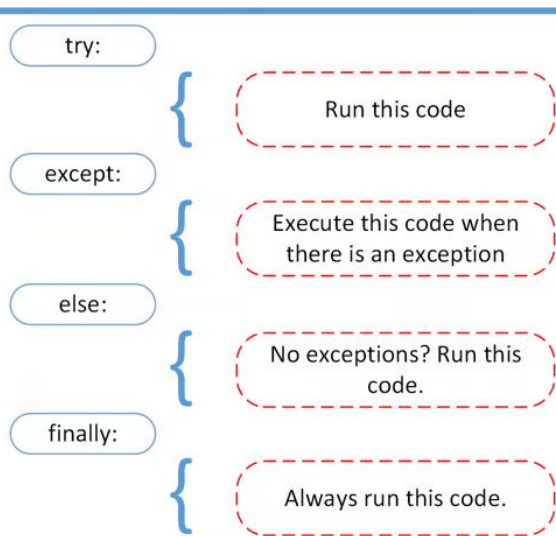 try:
Run this code
except:
Execute this code when
there is an exception
else:
No exceptions? Run this
code.
finally:
Always run this code.